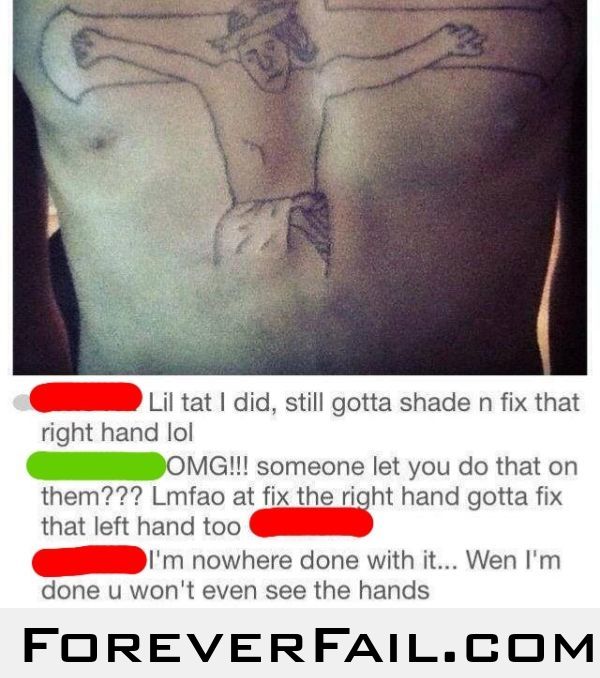 Lil tat I did, still gotta shade n fix that
right hand lol
OMG!!! someone let you do that on
them??? Lmfao at fix the right hand gotta fix
that left hand too
I'm nowhere done with it... Wen I'm
done u won't even see the hands
FOREVERFAIL.COM